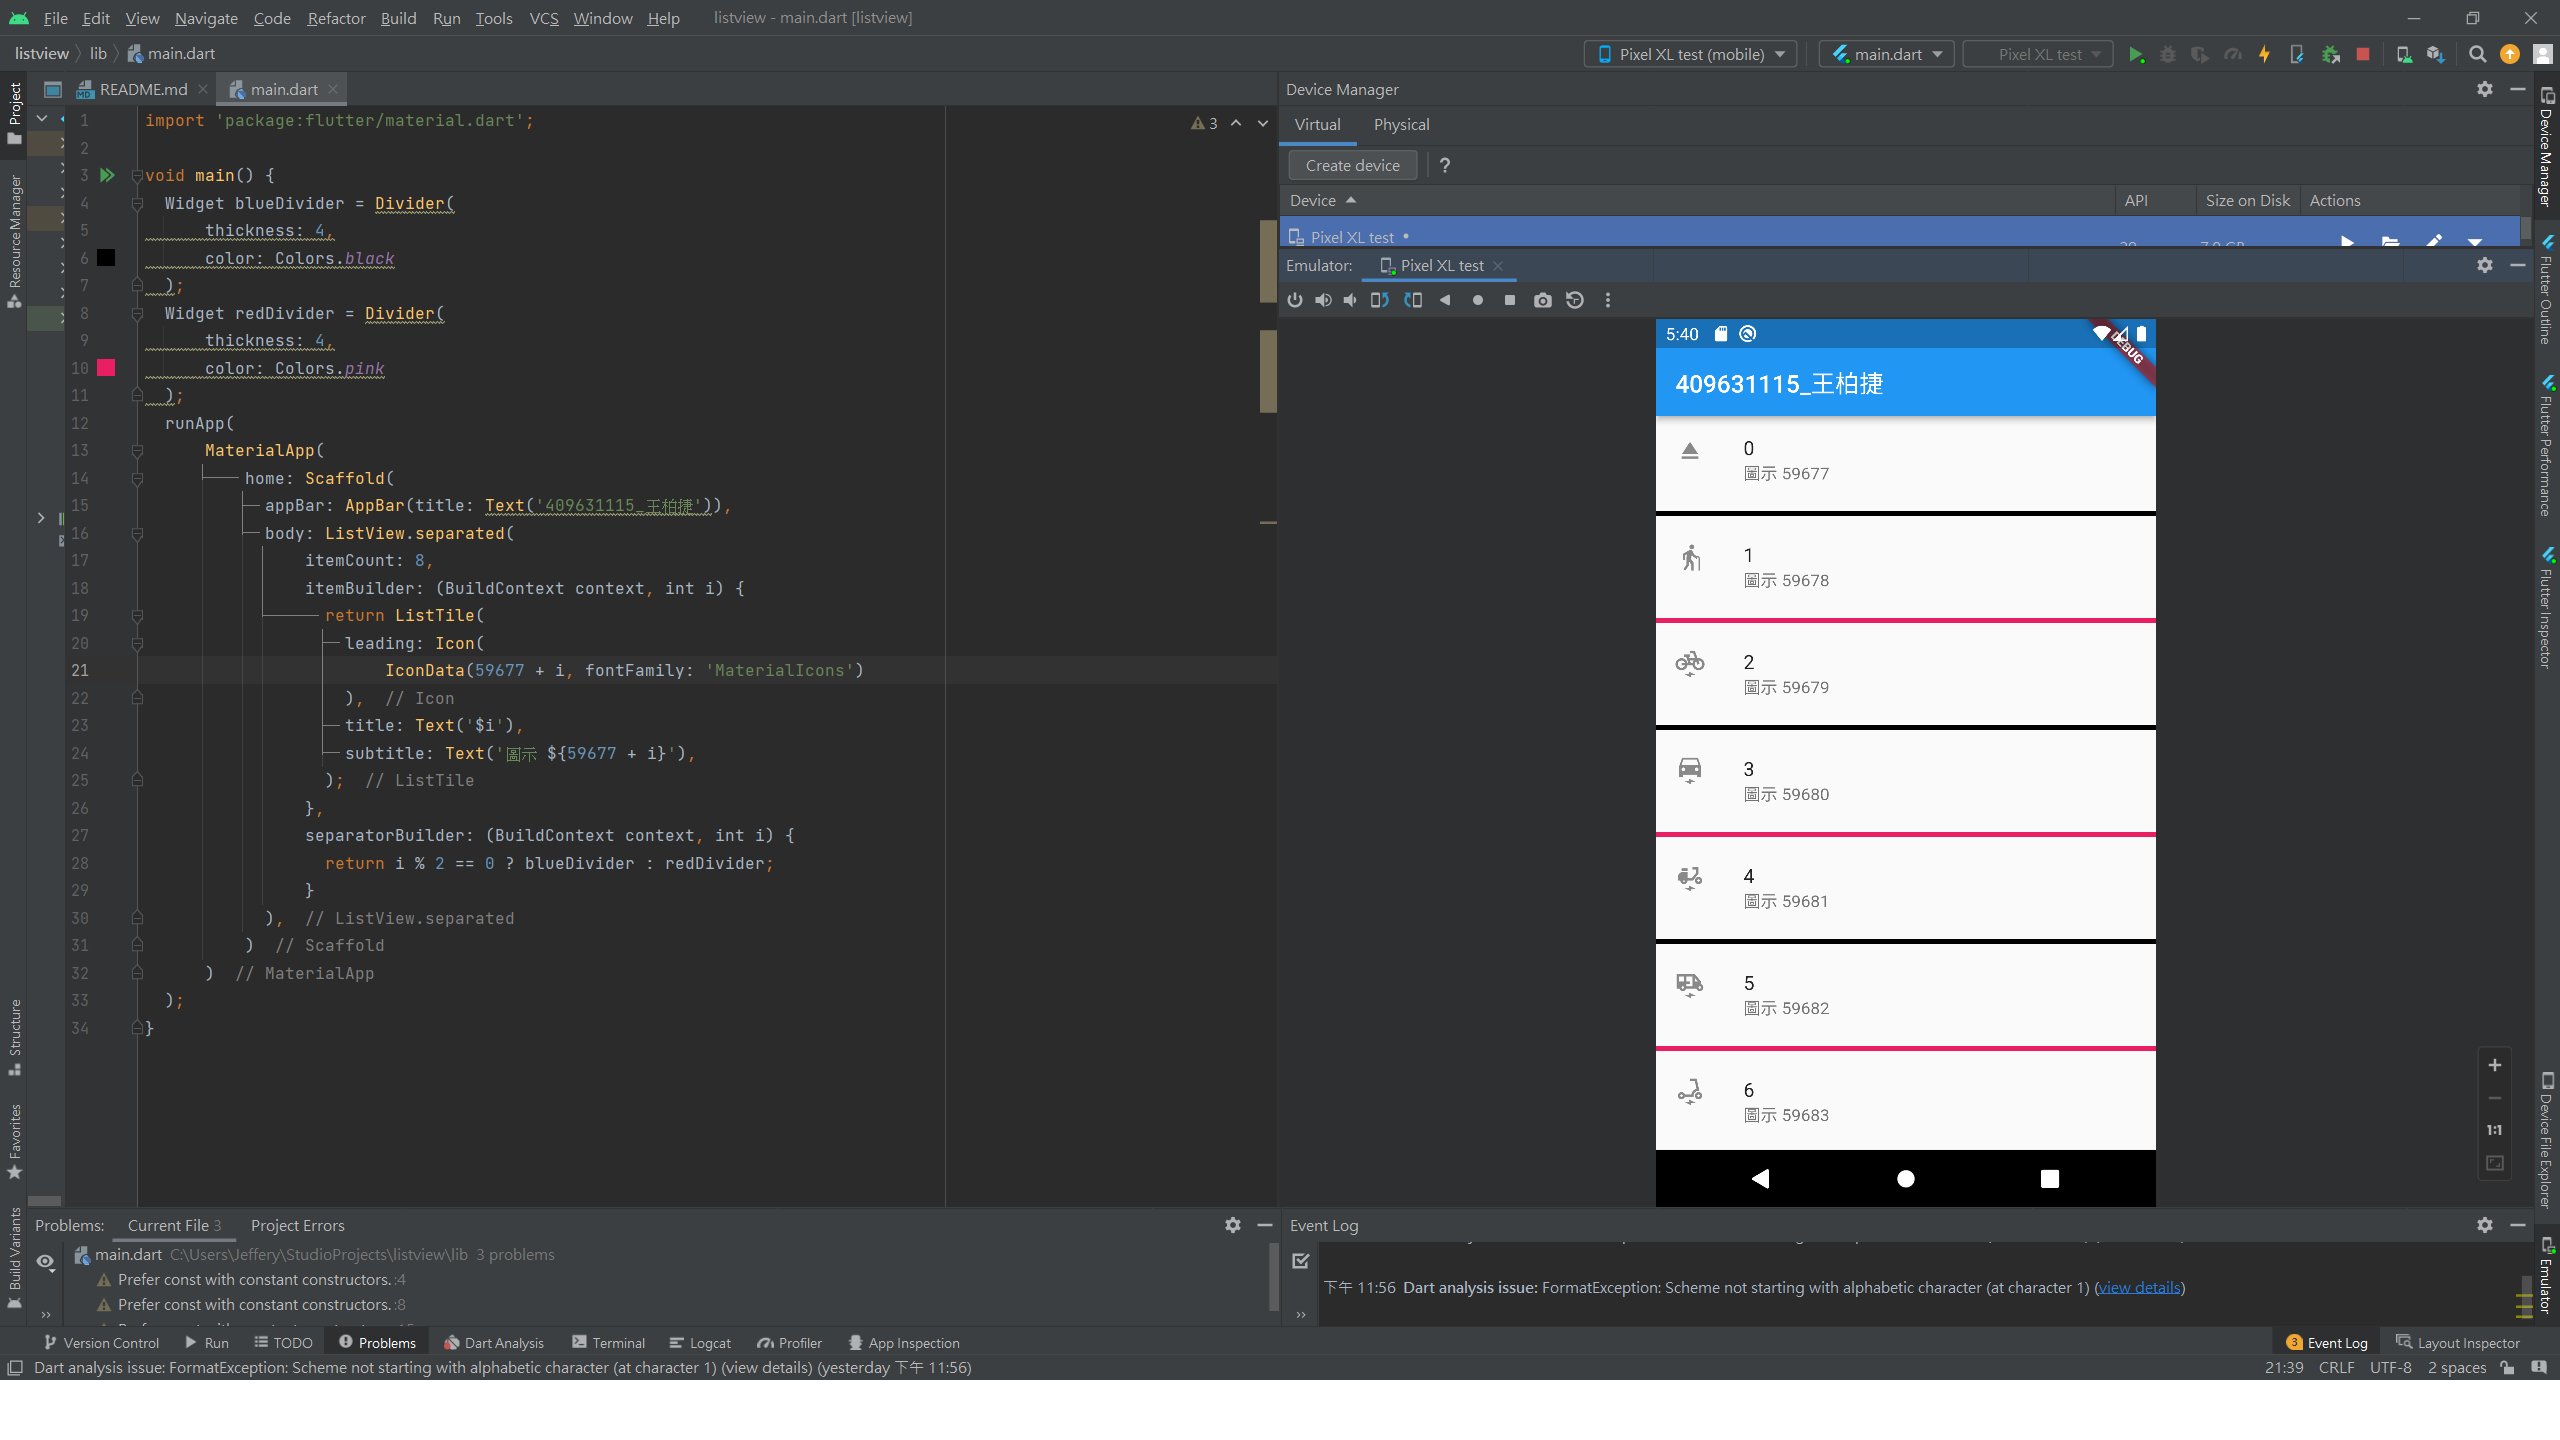 File Edit View Navigate Code Refactor Build Run Tools VCS Window Help listview - main.dart [listview]
listview lib main.dart Pixel XL test (mobile) main.dart Pixel XL test
Project
Resource Manager
Structure
Favorites
Build Variants
README.md main.dart
3
1 import 'package:flutter/material.dart';
2
3 void main() {
4 Widget blueDivider = Divider(
5 thickness: 4,
6 color: Colors.black
7 );
8 Widget redDivider = Divider(
9 thickness: 4,
10 color: Colors.pink
11 );
12 runApp(
13 MaterialApp(
14 home: Scaffold(
15 appBar: AppBar(title: Text('409631115_王柏捷')),
16 body: ListView.separated(
17 itemCount: 8,
18 itemBuilder: (BuildContext context, int i) {
19 return ListTile(
20 leading: Icon(
21 IconData(59677 + i, fontFamily: 'MaterialIcons')
22 ), // Icon
23 title: Text('$i'),
24 subtitle: Text('圖示 ${59677 + i}'),
25 ); // ListTile
26 },
27 separatorBuilder: (BuildContext context, int i) {
28 return i % 2 == 0 ? blueDivider : redDivider;
29 }
30 ), // ListView.separated
31 ) // Scaffold
32 ) // MaterialApp
33 );
34 }
Device Manager
Virtual Physical
Create device ?
Device API Size on Disk Actions
Pixel XL test
Emulator: Pixel XL test
5:40
DEBUG
409631115_王柏捷
0
圖示 59677
1
圖示 59678
2
圖示 59679
3
圖示 59680
4
圖示 59681
5
圖示 59682
6
圖示 59683
1:1
Device Manager
Flutter Outline
Flutter Performance
Flutter Inspector
Device File Explorer
Emulator
Problems: Current File 3 Project Errors
main.dart C:\Users\Jeffery\StudioProjects\listview\lib 3 problems
Prefer const with constant constructors. :4
Prefer const with constant constructors. :8
Event Log
下午 11:56 Dart analysis issue: FormatException: Scheme not starting with alphabetic character (at character 1) (view details)
Version Control Run TODO Problems Dart Analysis Terminal Logcat Profiler App Inspection 3 Event Log Layout Inspector
Dart analysis issue: FormatException: Scheme not starting with alphabetic character (at character 1) (view details) (yesterday 下午 11:56) 21:39 CRLF UTF-8 2 spaces